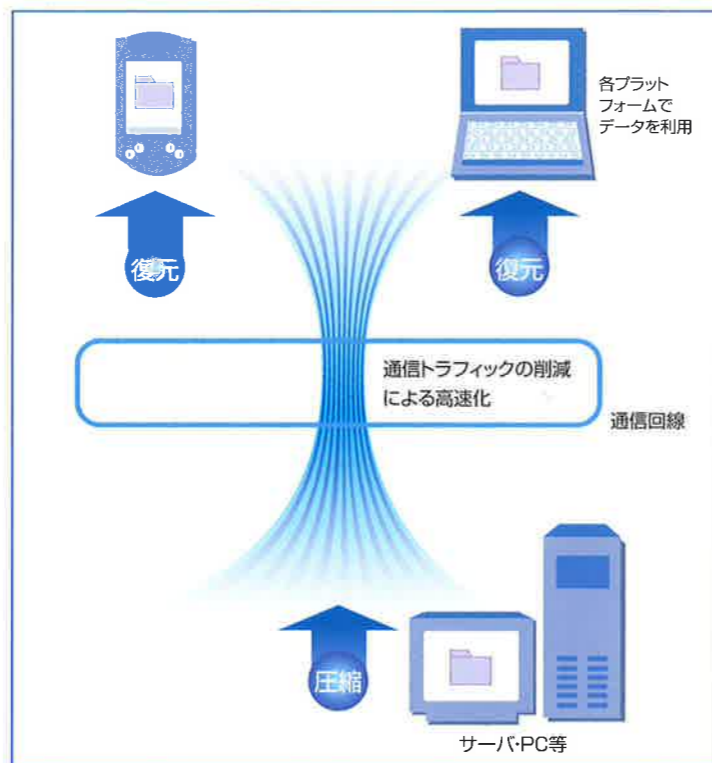 各プラット
フォームで
データを利用
復元
復元
通信トラフィックの削減
による高速化
通信回線
圧縮
サーバ・PC等